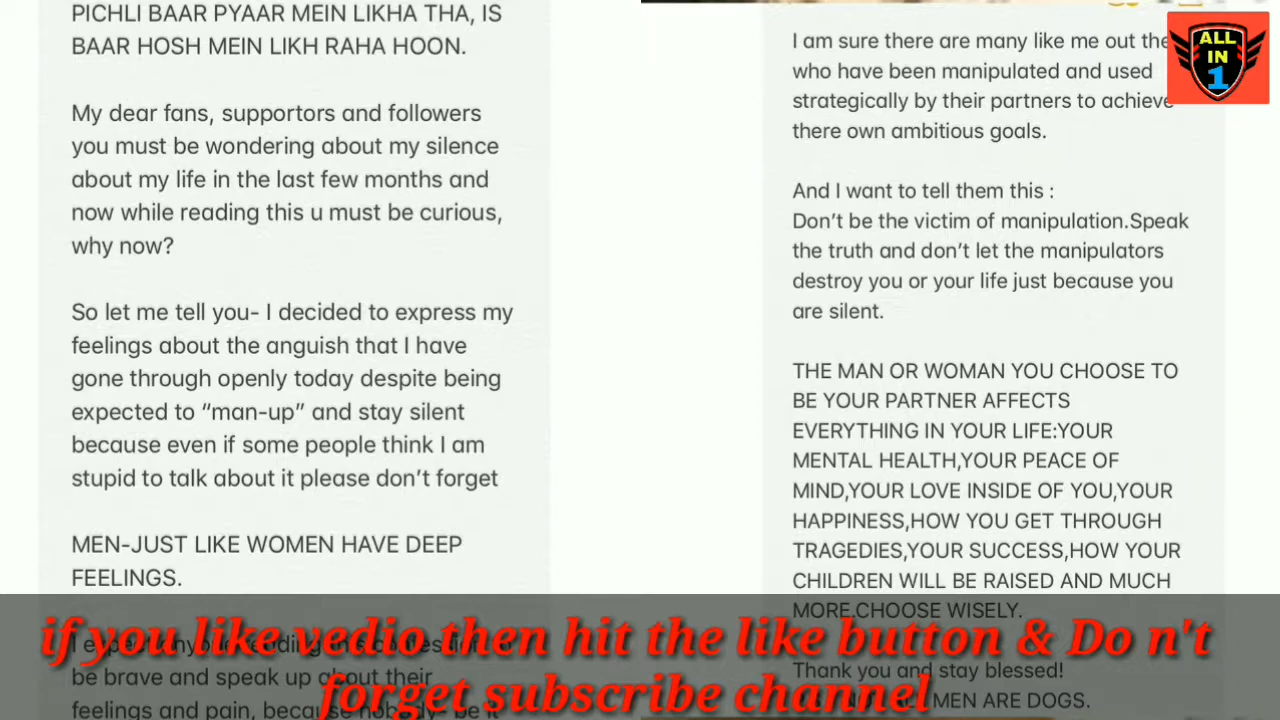 PICHLI BAAR PYAAR MEIN LIKHA THA, IS
BAAR HOSH MEIN LIKH RAHA HOON.
My dear fans, supportors and followers
you must be wondering about my silence
about my life in the last few months and
now while reading this u must be curious,
why now?
So let me tell you- I decided to express my
feelings about the anguish that I have
gone through openly today despite being
expected to “man-up” and stay silent
because even if some people think I am
stupid to talk about it please don’t forget
MEN-JUST LIKE WOMEN HAVE DEEP
FEELINGS.
be brave and speak up about their
feelings and pain, because nobody- be it
I am sure there are many like me out
who have been manipulated and used
strategically by their partners to achieve
there own ambitious goals.
And I want to tell them this :
Don’t be the victim of manipulation.Speak
the truth and don’t let the manipulators
destroy you or your life just because you
are silent.
THE MAN OR WOMAN YOU CHOOSE TO
BE YOUR PARTNER AFFECTS
EVERYTHING IN YOUR LIFE:YOUR
MENTAL HEALTH,YOUR PEACE OF
MIND,YOUR LOVE INSIDE OF YOU,YOUR
HAPPINESS,HOW YOU GET THROUGH
TRAGEDIES,YOUR SUCCESS,HOW YOUR
CHILDREN WILL BE RAISED AND MUCH
MORE.CHOOSE WISELY.
Thank you and stay blessed!
MEN ARE DOGS.
ALL
IN
1
if you like vedio then hit the like button & Do n't
forget subscribe channel